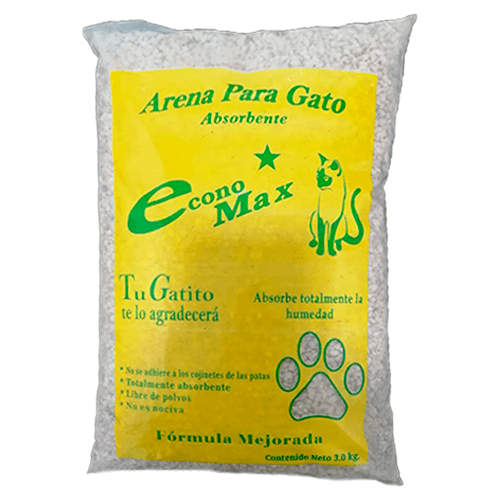 Arena Para Gato
Absorbente
econo
Max
Tu Gatito
te lo agradecerá
Absorbe totalmente la
humedad
* No se adhiere a los cojinetes de las patas
* Totalmente absorbente
* Libre de polvos
* No es nociva
Fórmula Mejorada
Contenido Neto 3.0 kg.